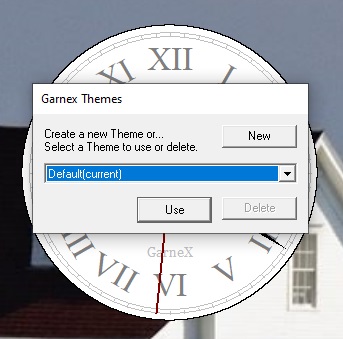 XII
XI
I
Garnex Themes
Create a new Theme or...
Select a Theme to use or delete.
New
Default(current)
Use
Delete
GarneX
VII
VI
V